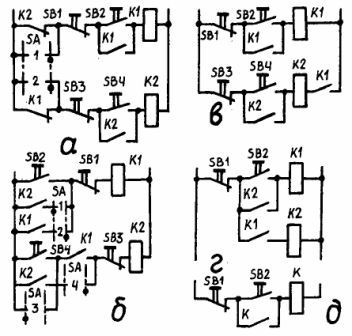 K2 SB1 SB2 K1
SA K1
1
2
K1 SB3 SB4 K2
K2
а
SB1 SB2 K1
K1
SB3 SB4 K2 K1
K2
в
SB2 SB1 K1
K2 SA
1
K1 2
SB4 K1 SB3 K2
K2 SA
SA 4
3
б
SB1 SB2 K1
K2
K1 K2
г
SB1 SB2 K
K
д